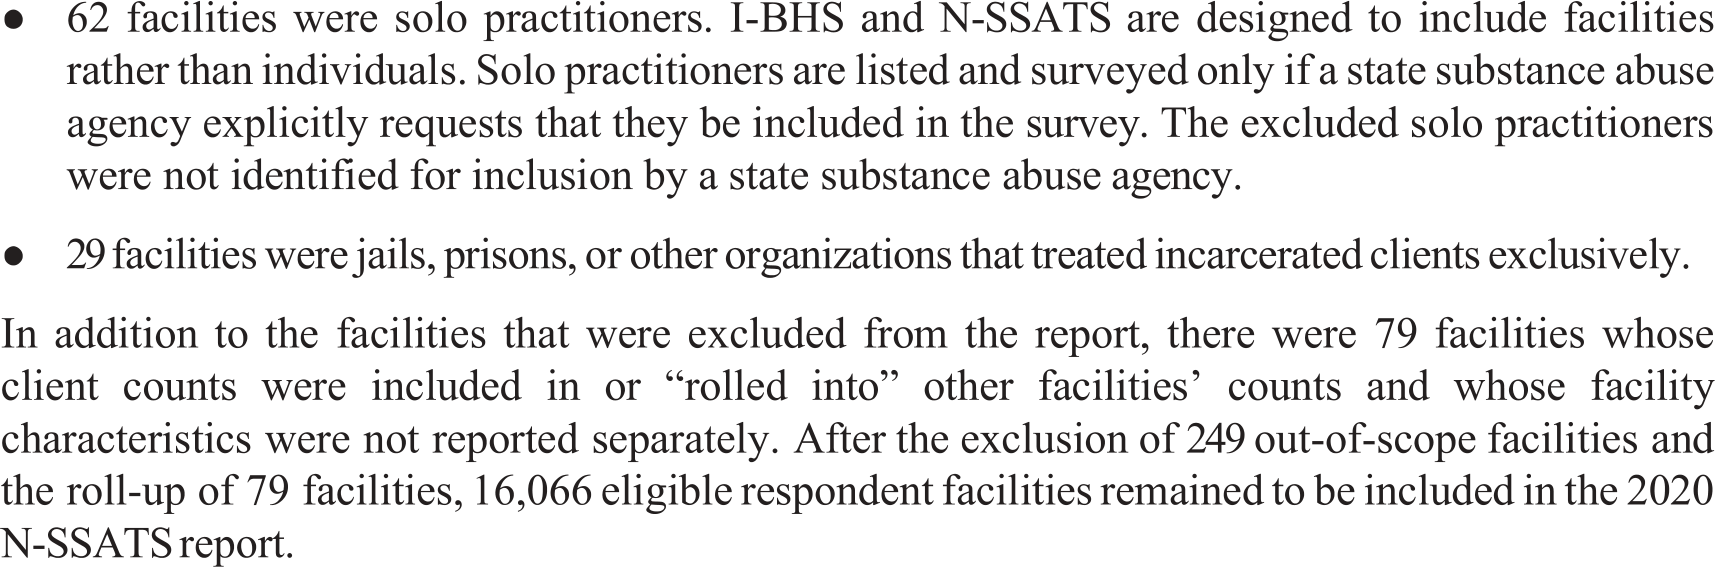 ● 62 facilities were solo practitioners. I-BHS and N-SSATS are designed to include facilities
rather than individuals. Solo practitioners are listed and surveyed only if a state substance abuse
agency explicitly requests that they be included in the survey. The excluded solo practitioners
were not identified for inclusion by a state substance abuse agency.
● 29 facilities were jails, prisons, or other organizations that treated incarcerated clients exclusively.
In addition to the facilities that were excluded from the report, there were 79 facilities whose
client counts were included in or “rolled into” other facilities’ counts and whose facility
characteristics were not reported separately. After the exclusion of 249 out-of-scope facilities and
the roll-up of 79 facilities, 16,066 eligible respondent facilities remained to be included in the 2020
N-SSATS report.